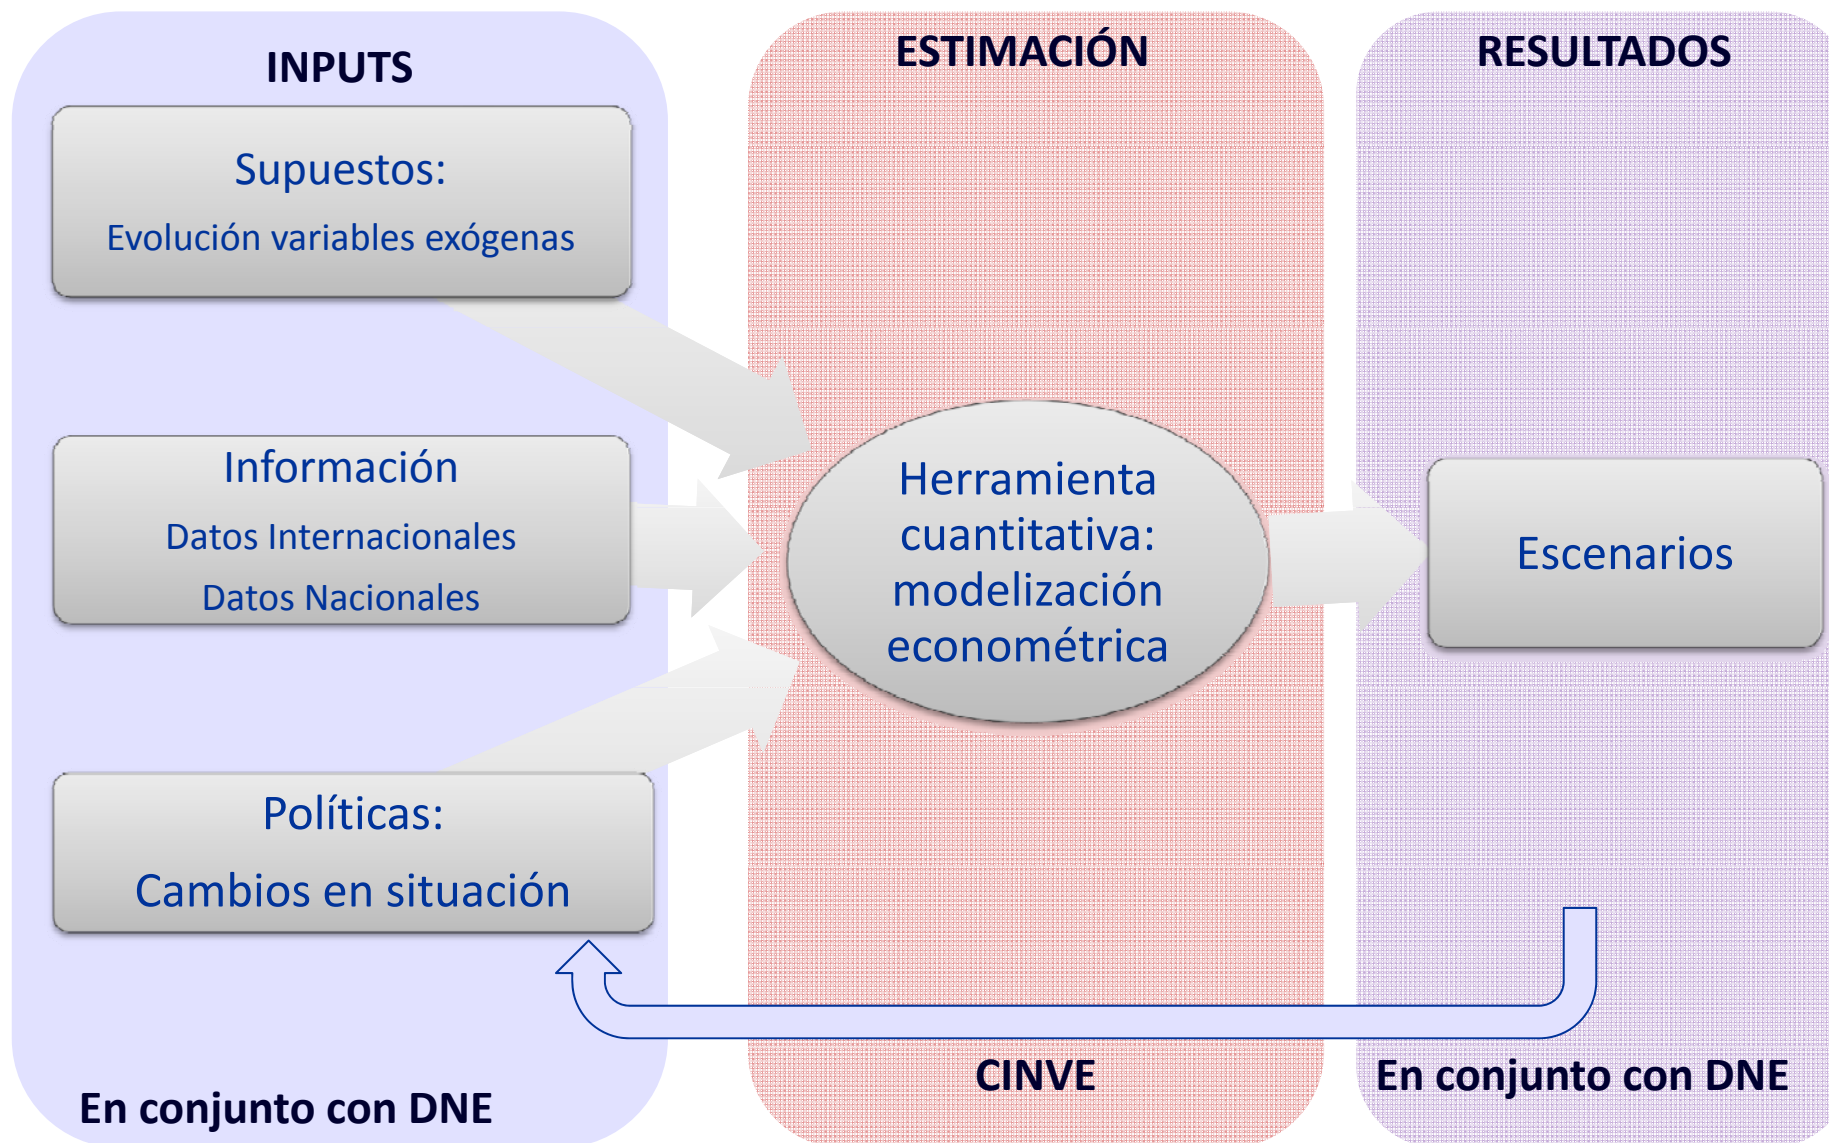 INPUTS
Supuestos:
Evolución variables exógenas
Información
Datos Internacionales
Datos Nacionales
Políticas:
Cambios en situación
En conjunto con DNE
ESTIMACIÓN
Herramienta
cuantitativa:
modelización
econométrica
CINVE
RESULTADOS
Escenarios
En conjunto con DNE